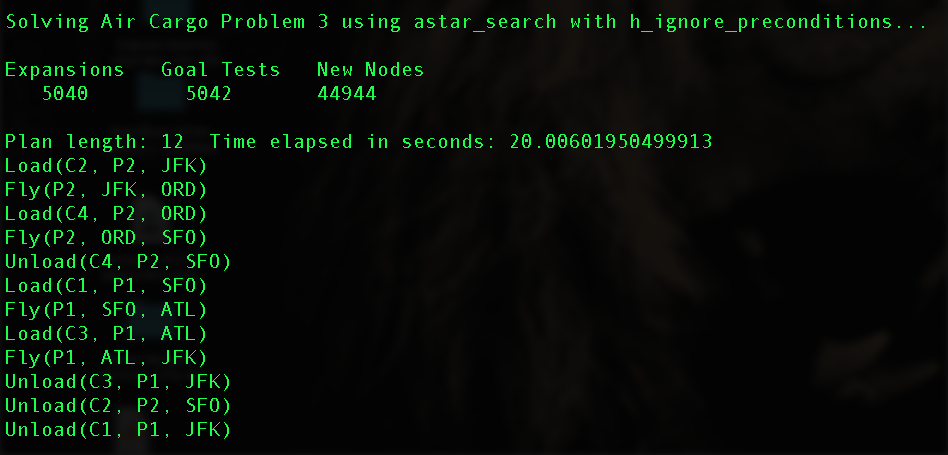 Solving Air Cargo Problem 3 using astar_search with h_ignore_preconditions...
Expansions   Goal Tests   New Nodes
5040   5042   44944
Plan length: 12  Time elapsed in seconds: 20.00601950499913
Load(C2, P2, JFK)
Fly(P2, JFK, ORD)
Load(C4, P2, ORD)
Fly(P2, ORD, SFO)
Unload(C4, P2, SFO)
Load(C1, P1, SFO)
Fly(P1, SFO, ATL)
Load(C3, P1, ATL)
Fly(P1, ATL, JFK)
Unload(C3, P1, JFK)
Unload(C2, P2, SFO)
Unload(C1, P1, JFK)